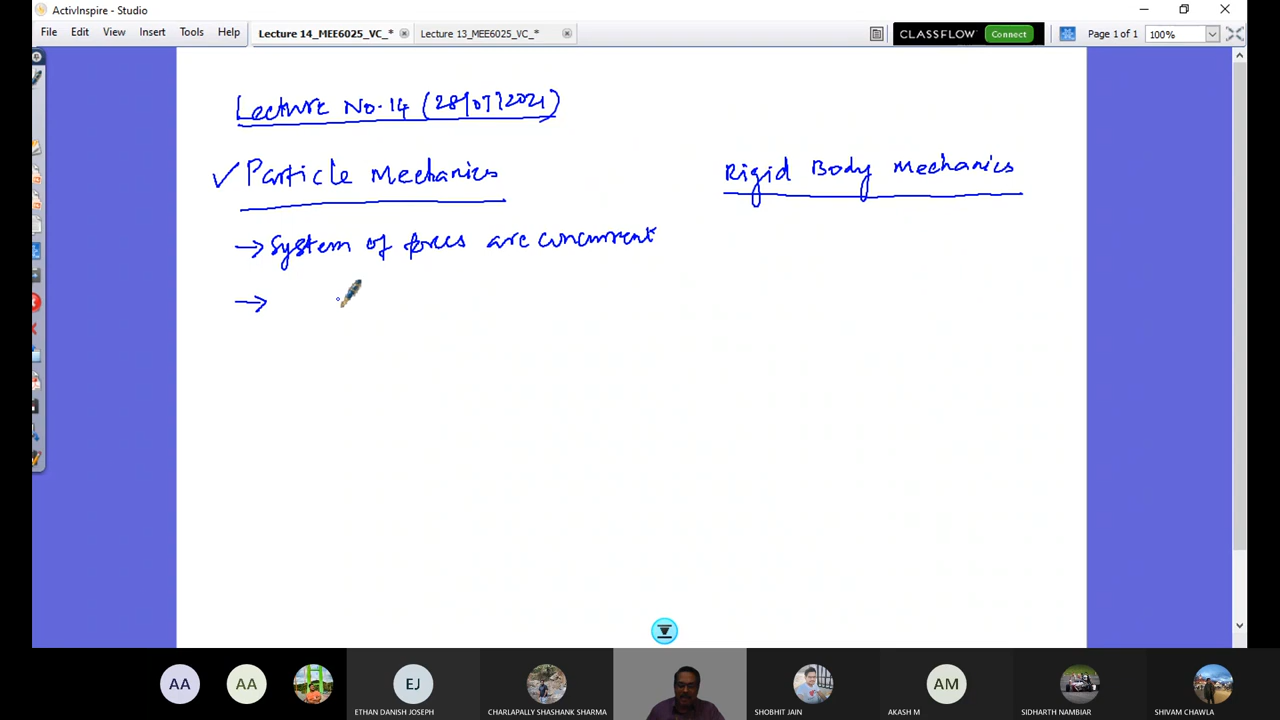 ActivInspire - Studio
File Edit View Insert Tools Help
Lecture 14_MEE6025_VC_*
Lecture 13_MEE6025_VC_*
CLASSFLOW Connect
Page 1 of 1
100%
Lecture No. 14 (28/07/2021)
✓ Particle Mechanics
Rigid Body Mechanics
→ System of forces are concurrent
→
AA
AA
EJ
AM
ETHAN DANISH JOSEPH
CHARLAPALLY SHASHANK SHARMA
SHOBHIT JAIN
AKASH M
SIDHARTH NAMBIAR
SHIVAM CHAWLA